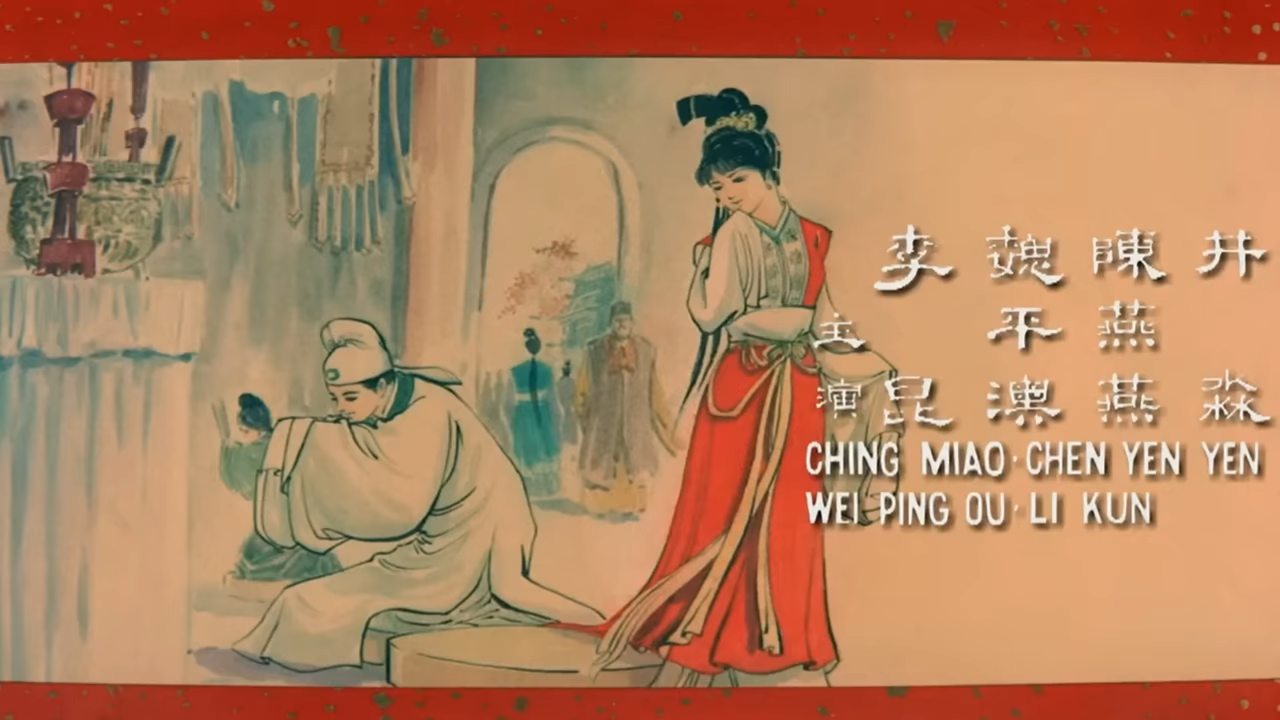 井淼
陳燕燕
魏平澳
李昆
主演
CHING MIAO·CHEN YEN YEN
WEI PING OU·LI KUN